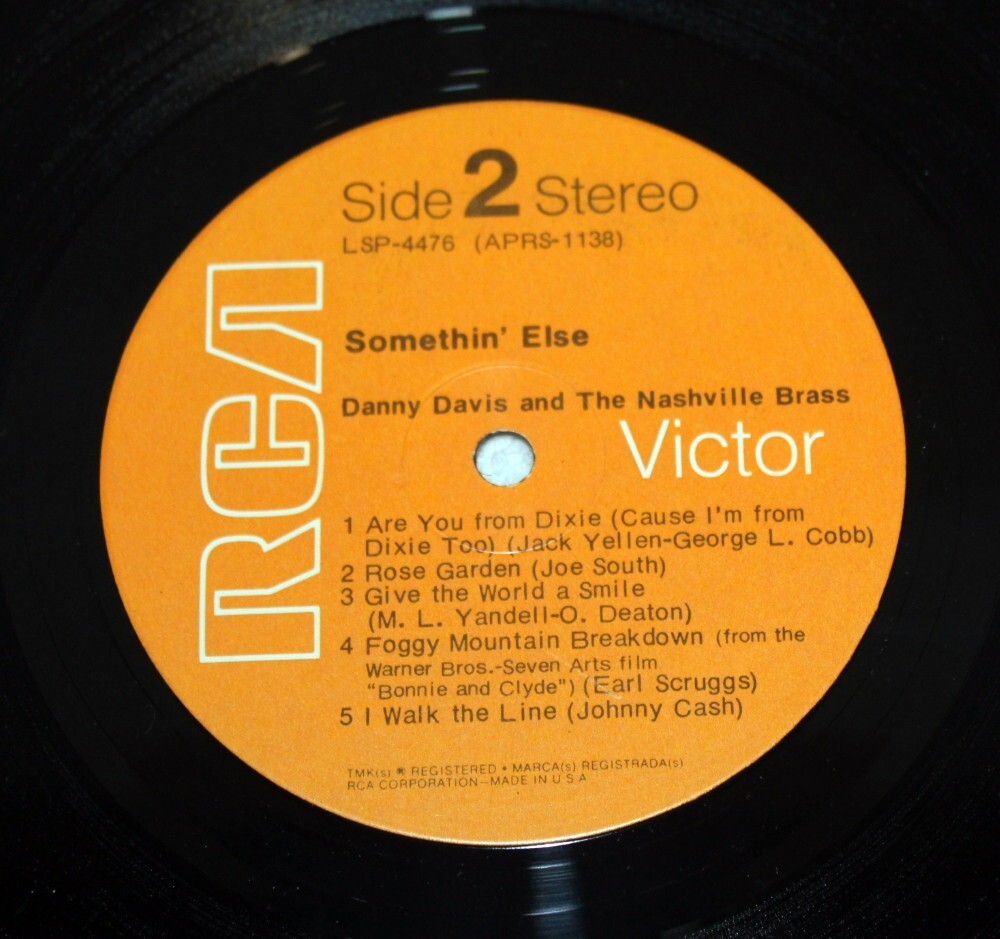 Side 2 Stereo
LSP-4476 (APRS-1138)
RCA
Somethin' Else
Danny Davis and The Nashville Brass
Victor
1 Are You from Dixie (Cause I'm from
Dixie Too) (Jack Yellen-George L. Cobb)
2 Rose Garden (Joe South)
3 Give the World a Smile
(M. L. Yandell-O. Deaton)
4 Foggy Mountain Breakdown (from the
Warner Bros.-Seven Arts film
"Bonnie and Clyde") (Earl Scruggs)
5 I Walk the Line (Johnny Cash)
TMK(s) ® REGISTERED • MARCA(s) REGISTRADA(s)
RCA CORPORATION—MADE IN U S A